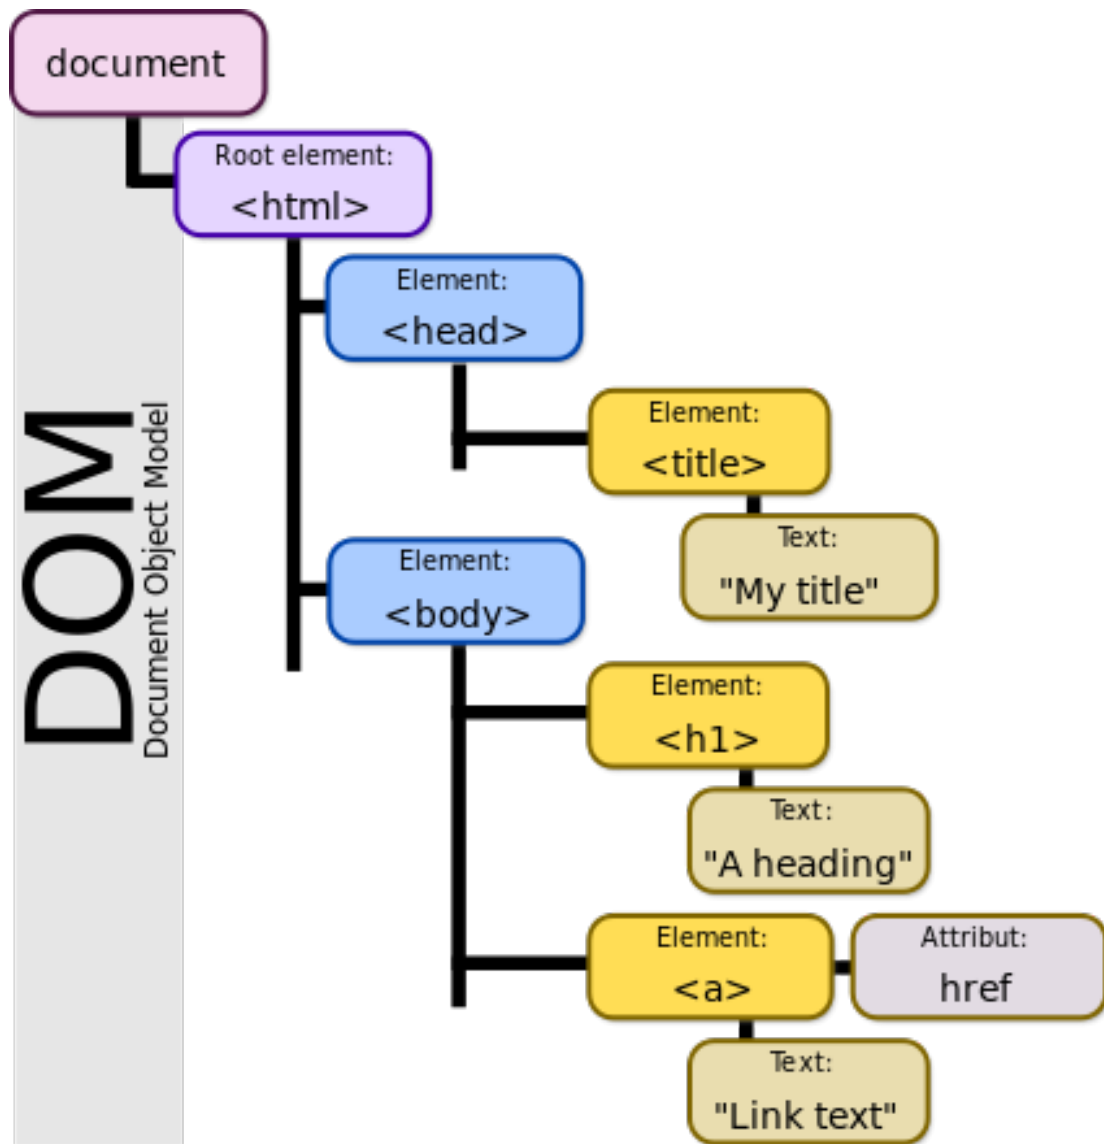 document
Root element:
<html>
Element:
<head>
Element:
<title>
Text:
"My title"
Element:
<body>
Element:
<h1>
Text:
"A heading"
Element:
<a>
Attribut:
href
Text:
"Link text"
DOM
Document Object Model